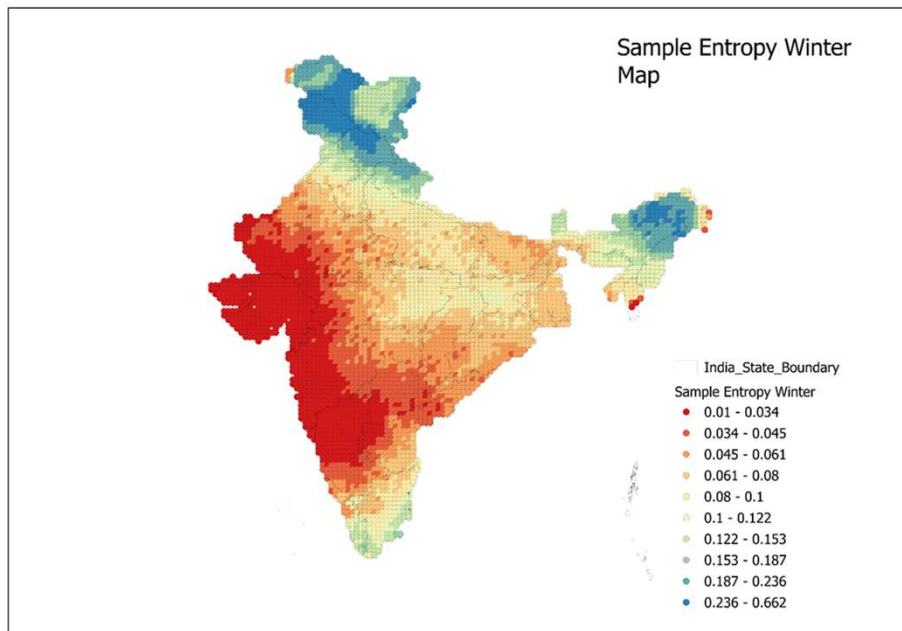 Sample Entropy Winter
Map
India_State_Boundary
Sample Entropy Winter
0.01 - 0.034
0.034 - 0.045
0.045 - 0.061
0.061 - 0.08
0.08 - 0.1
0.1 - 0.122
0.122 - 0.153
0.153 - 0.187
0.187 - 0.236
0.236 - 0.662